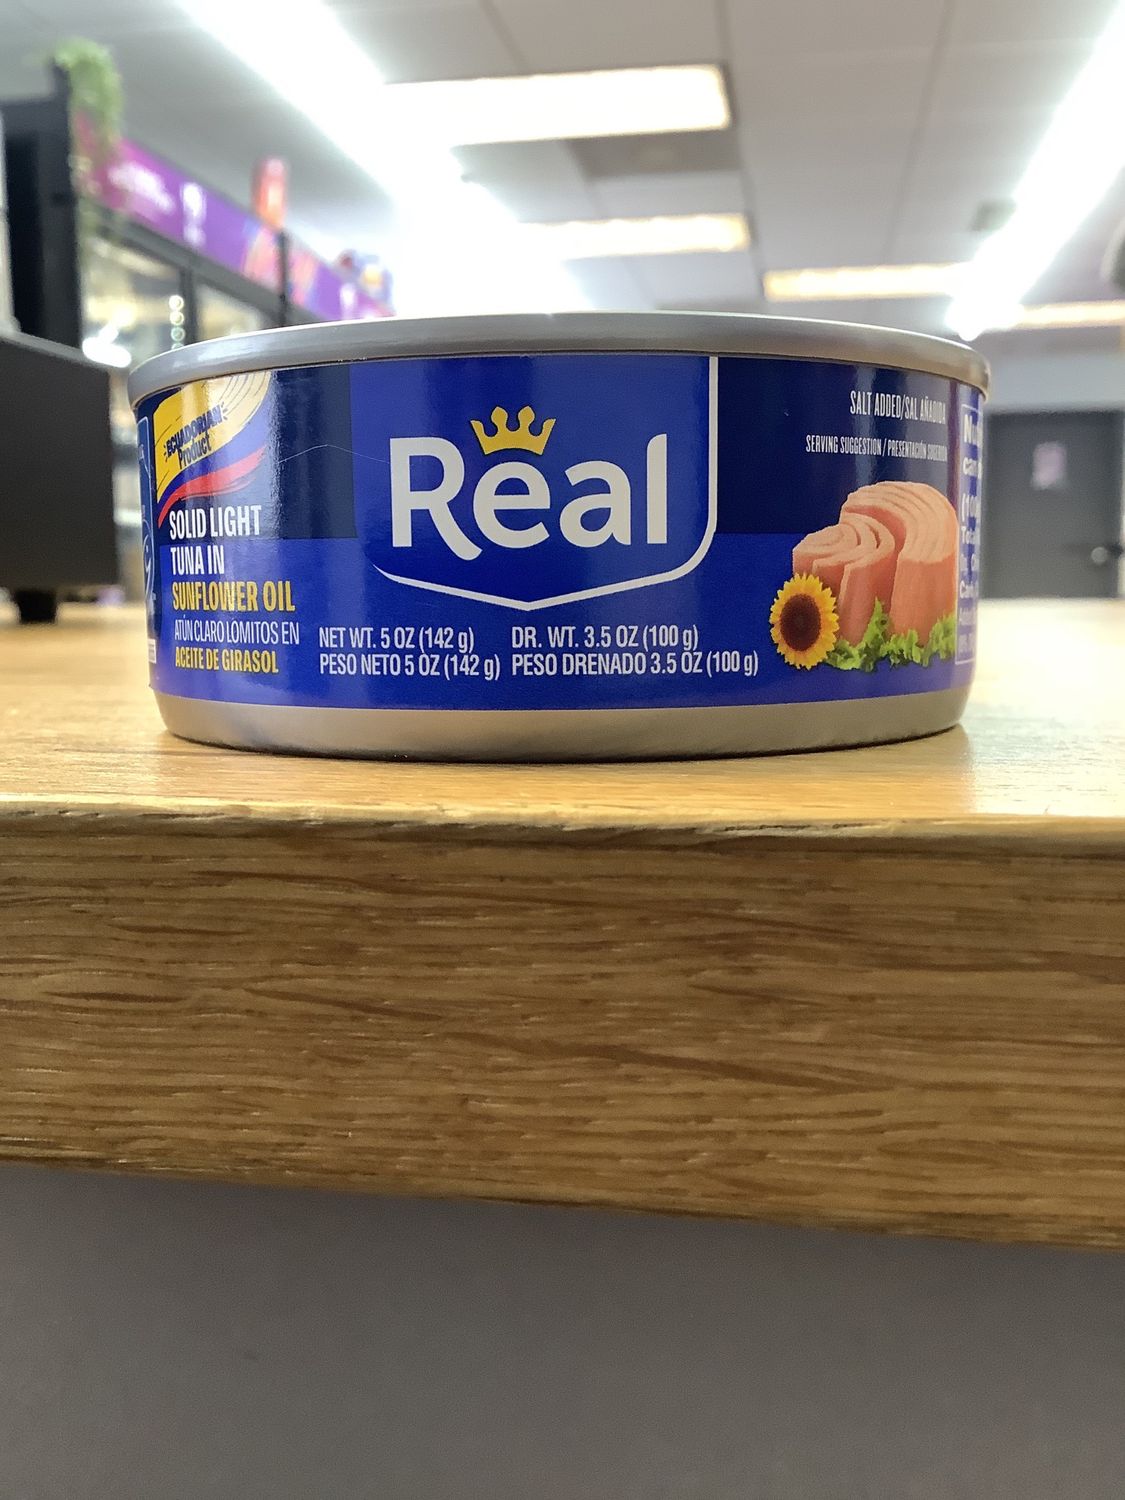 ECUADORIAN
Product
SOLID LIGHT
TUNA IN
SUNFLOWER OIL
ATÚN CLARO LOMITOS EN
ACEITE DE GIRASOL
Real
NET WT. 5 OZ (142 g)
PESO NETO 5 OZ (142 g)
DR. WT. 3.5 OZ (100 g)
PESO DRENADO 3.5 OZ (100 g)
SALT ADDED/SAL AÑADIDA
SERVING SUGGESTION / PRESENTACIÓN